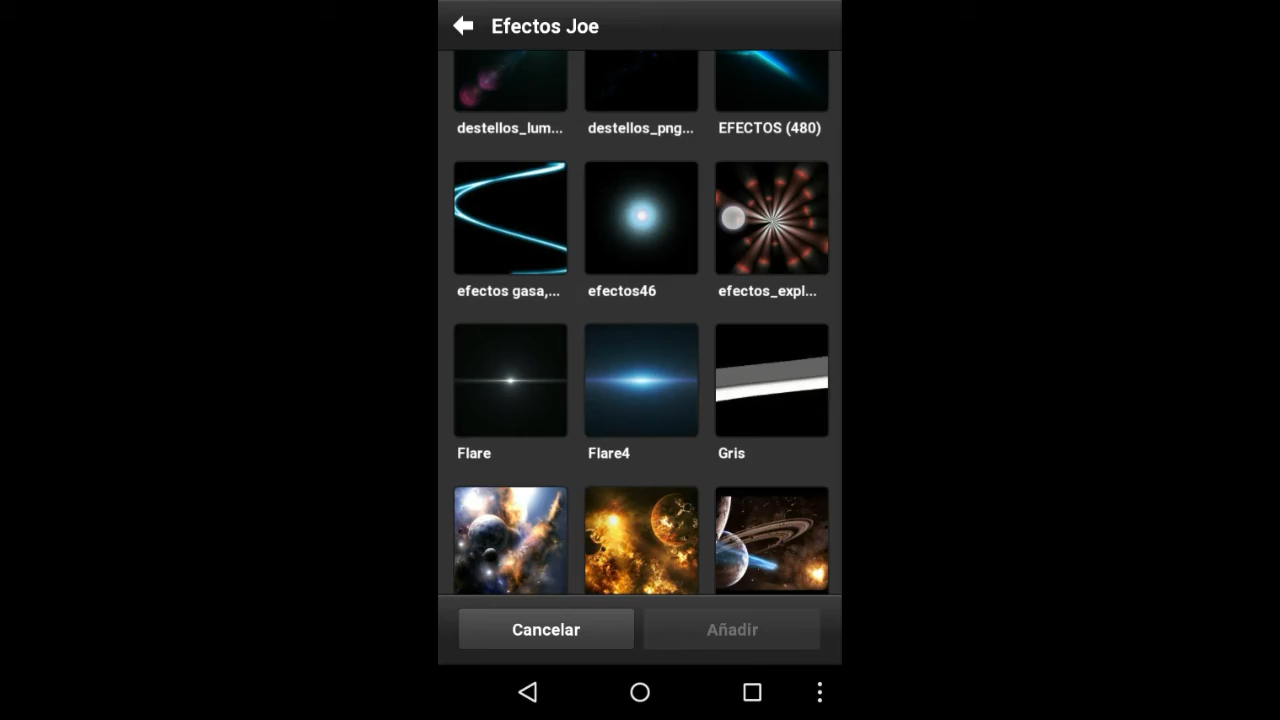 Efectos Joe
destellos_lum... destellos_png... EFECTOS (480)
efectos gasa,... efectos46 efectos_expl...
Flare Flare4 Gris
Cancelar Añadir